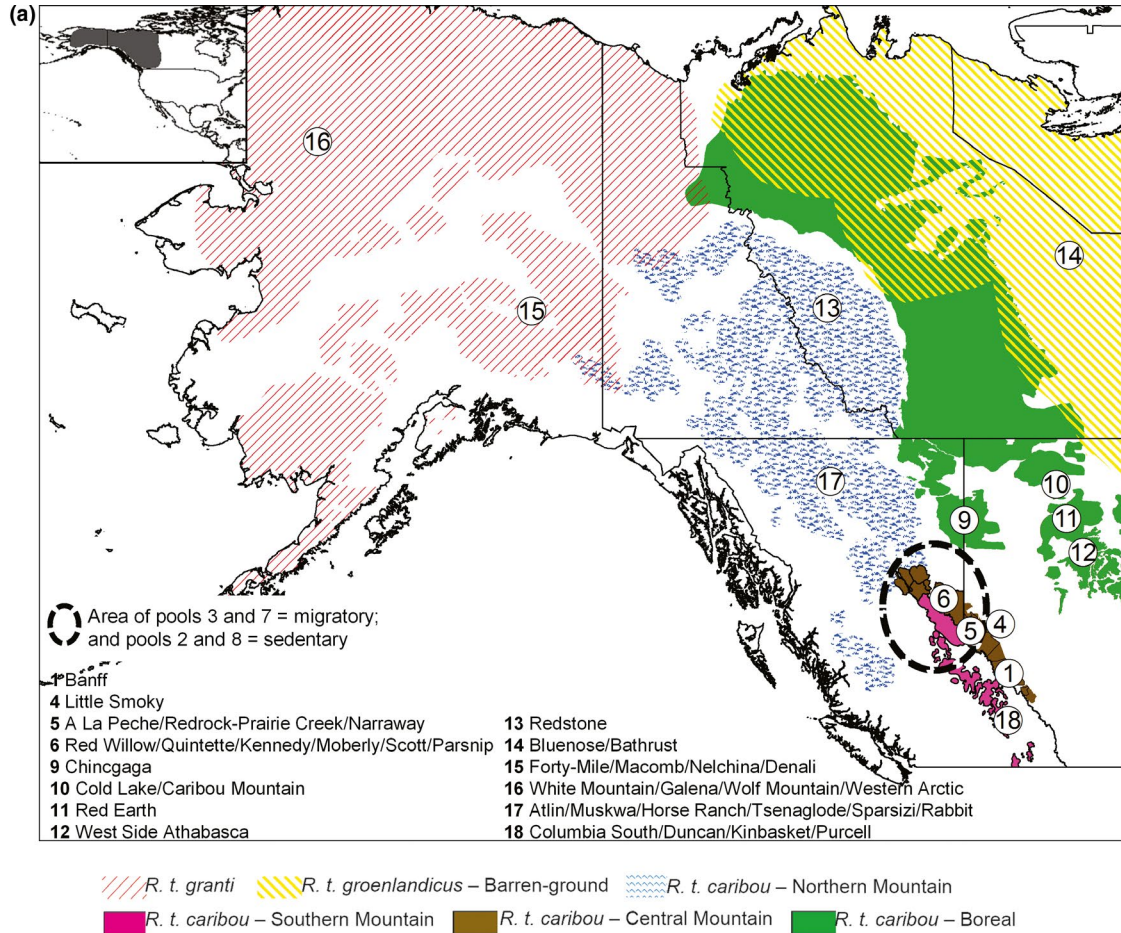 (a)
16
14
15
13
17
10
9
11
12
6
4
5
1
18
Area of pools 3 and 7 = migratory;
and pools 2 and 8 = sedentary
1 Banff
4 Little Smoky
5 A La Peche/Redrock-Prairie Creek/Narraway
6 Red Willow/Quintette/Kennedy/Moberly/Scott/Parsnip
9 Chincgaga
10 Cold Lake/Caribou Mountain
11 Red Earth
12 West Side Athabasca
13 Redstone
14 Bluenose/Bathrust
15 Forty-Mile/Macomb/Nelchina/Denali
16 White Mountain/Galena/Wolf Mountain/Western Arctic
17 Atlin/Muskwa/Horse Ranch/Tsenaglode/Sparsizi/Rabbit
18 Columbia South/Duncan/Kinbasket/Purcell
R. t. granti
R. t. groenlandicus – Barren-ground
R. t. caribou – Northern Mountain
R. t. caribou – Southern Mountain
R. t. caribou – Central Mountain
R. t. caribou – Boreal